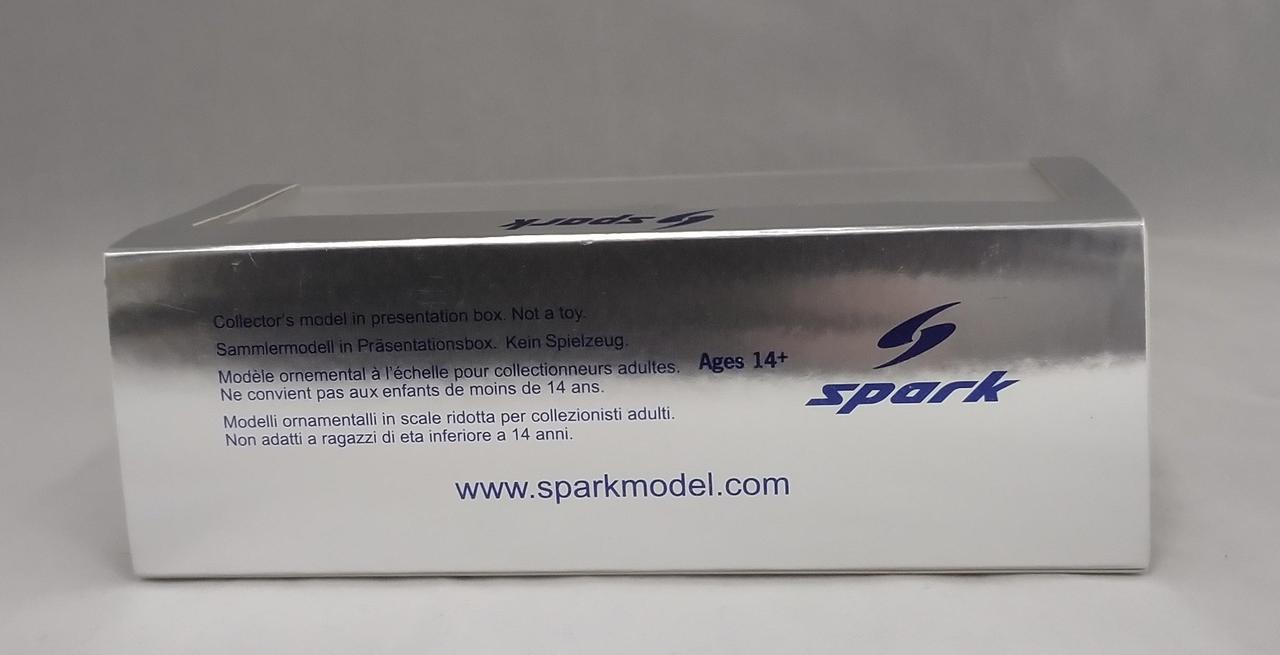 spark
Collector's model in presentation box. Not a toy.
Sammlermodell in Präsentationsbox. Kein Spielzeug.
Modèle ornemental à l'échelle pour collectionneurs adultes.
Ne convient pas aux enfants de moins de 14 ans.
Modelli ornamentalli in scale ridotta per collezionisti adulti.
Non adatti a ragazzi di eta inferiore a 14 anni.
Ages 14+
spark
www.sparkmodel.com